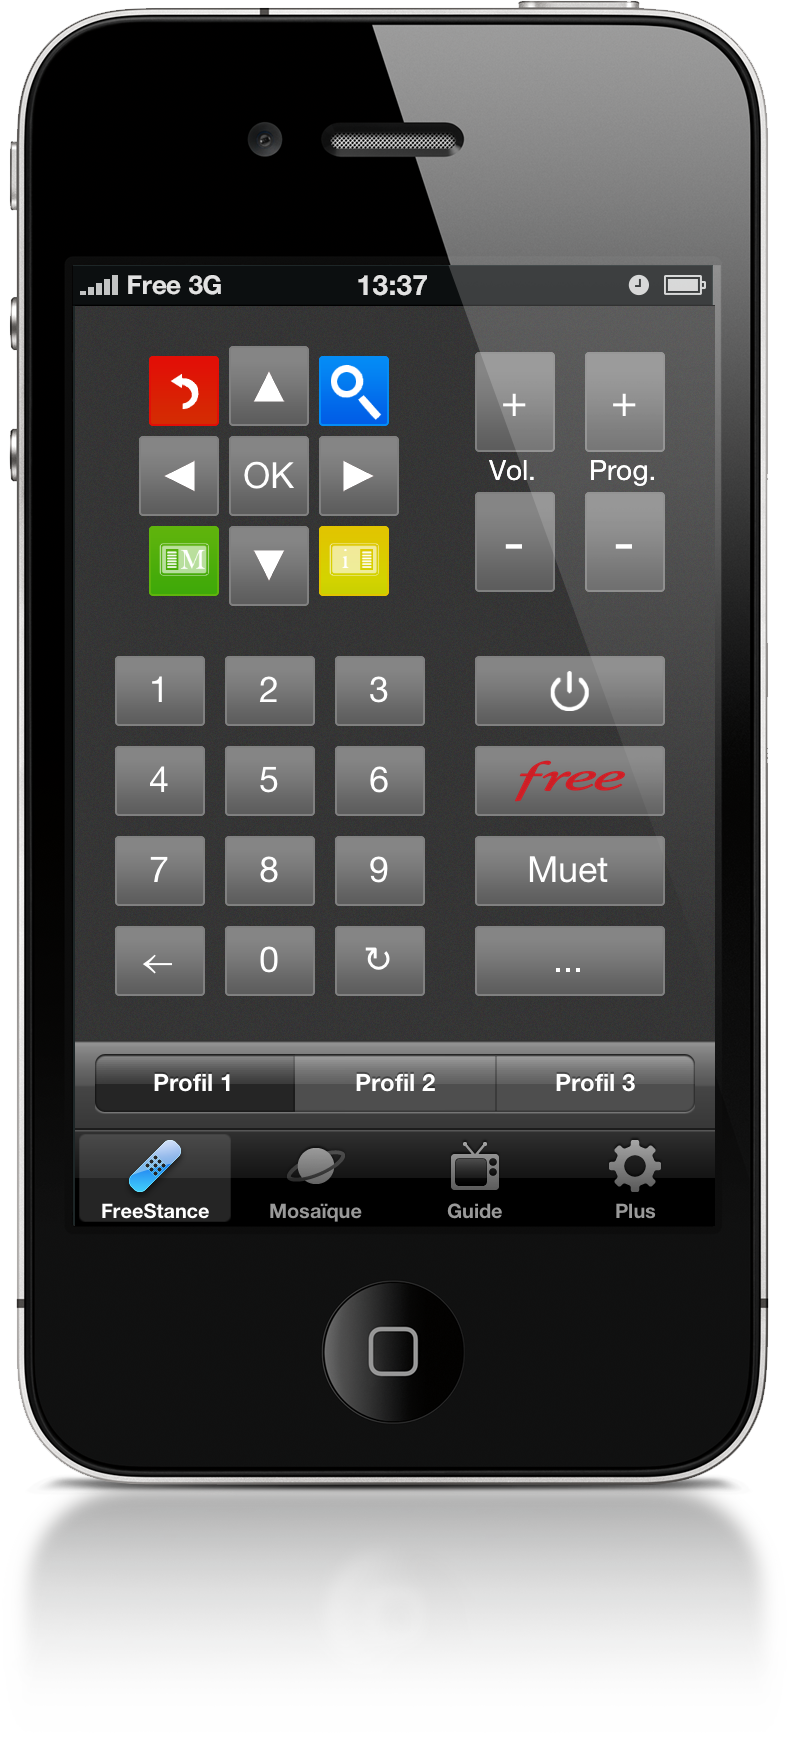 Free 3G 13:37
+ +
OK
Vol. Prog.
M i - -
1 2 3
4 5 6 free
7 8 9 Muet
← 0 ↻ ...
Profil 1 Profil 2 Profil 3
FreeStance Mosaïque Guide Plus